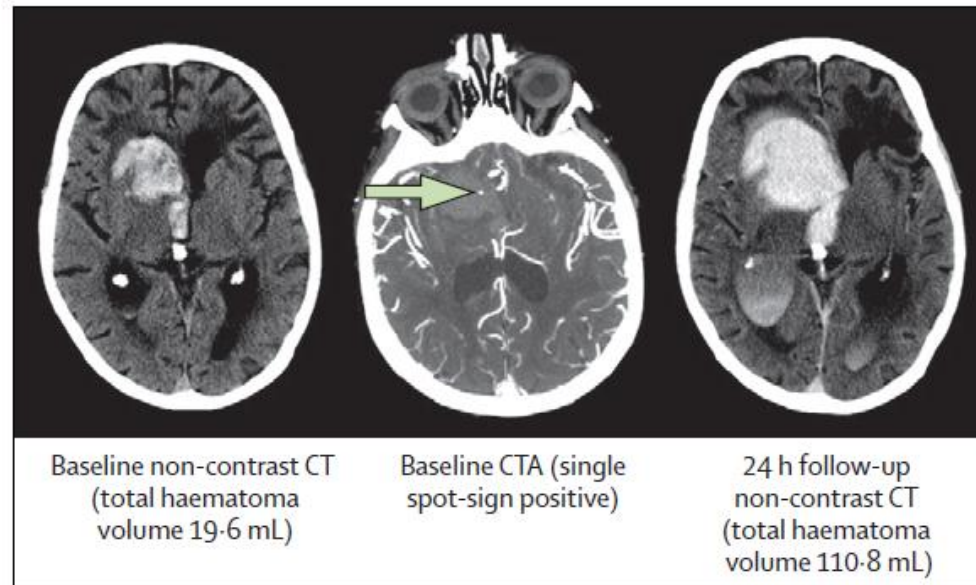 Baseline non-contrast CT
(total haematoma
volume 19·6 mL)
Baseline CTA (single
spot-sign positive)
24 h follow-up
non-contrast CT
(total haematoma
volume 110·8 mL)